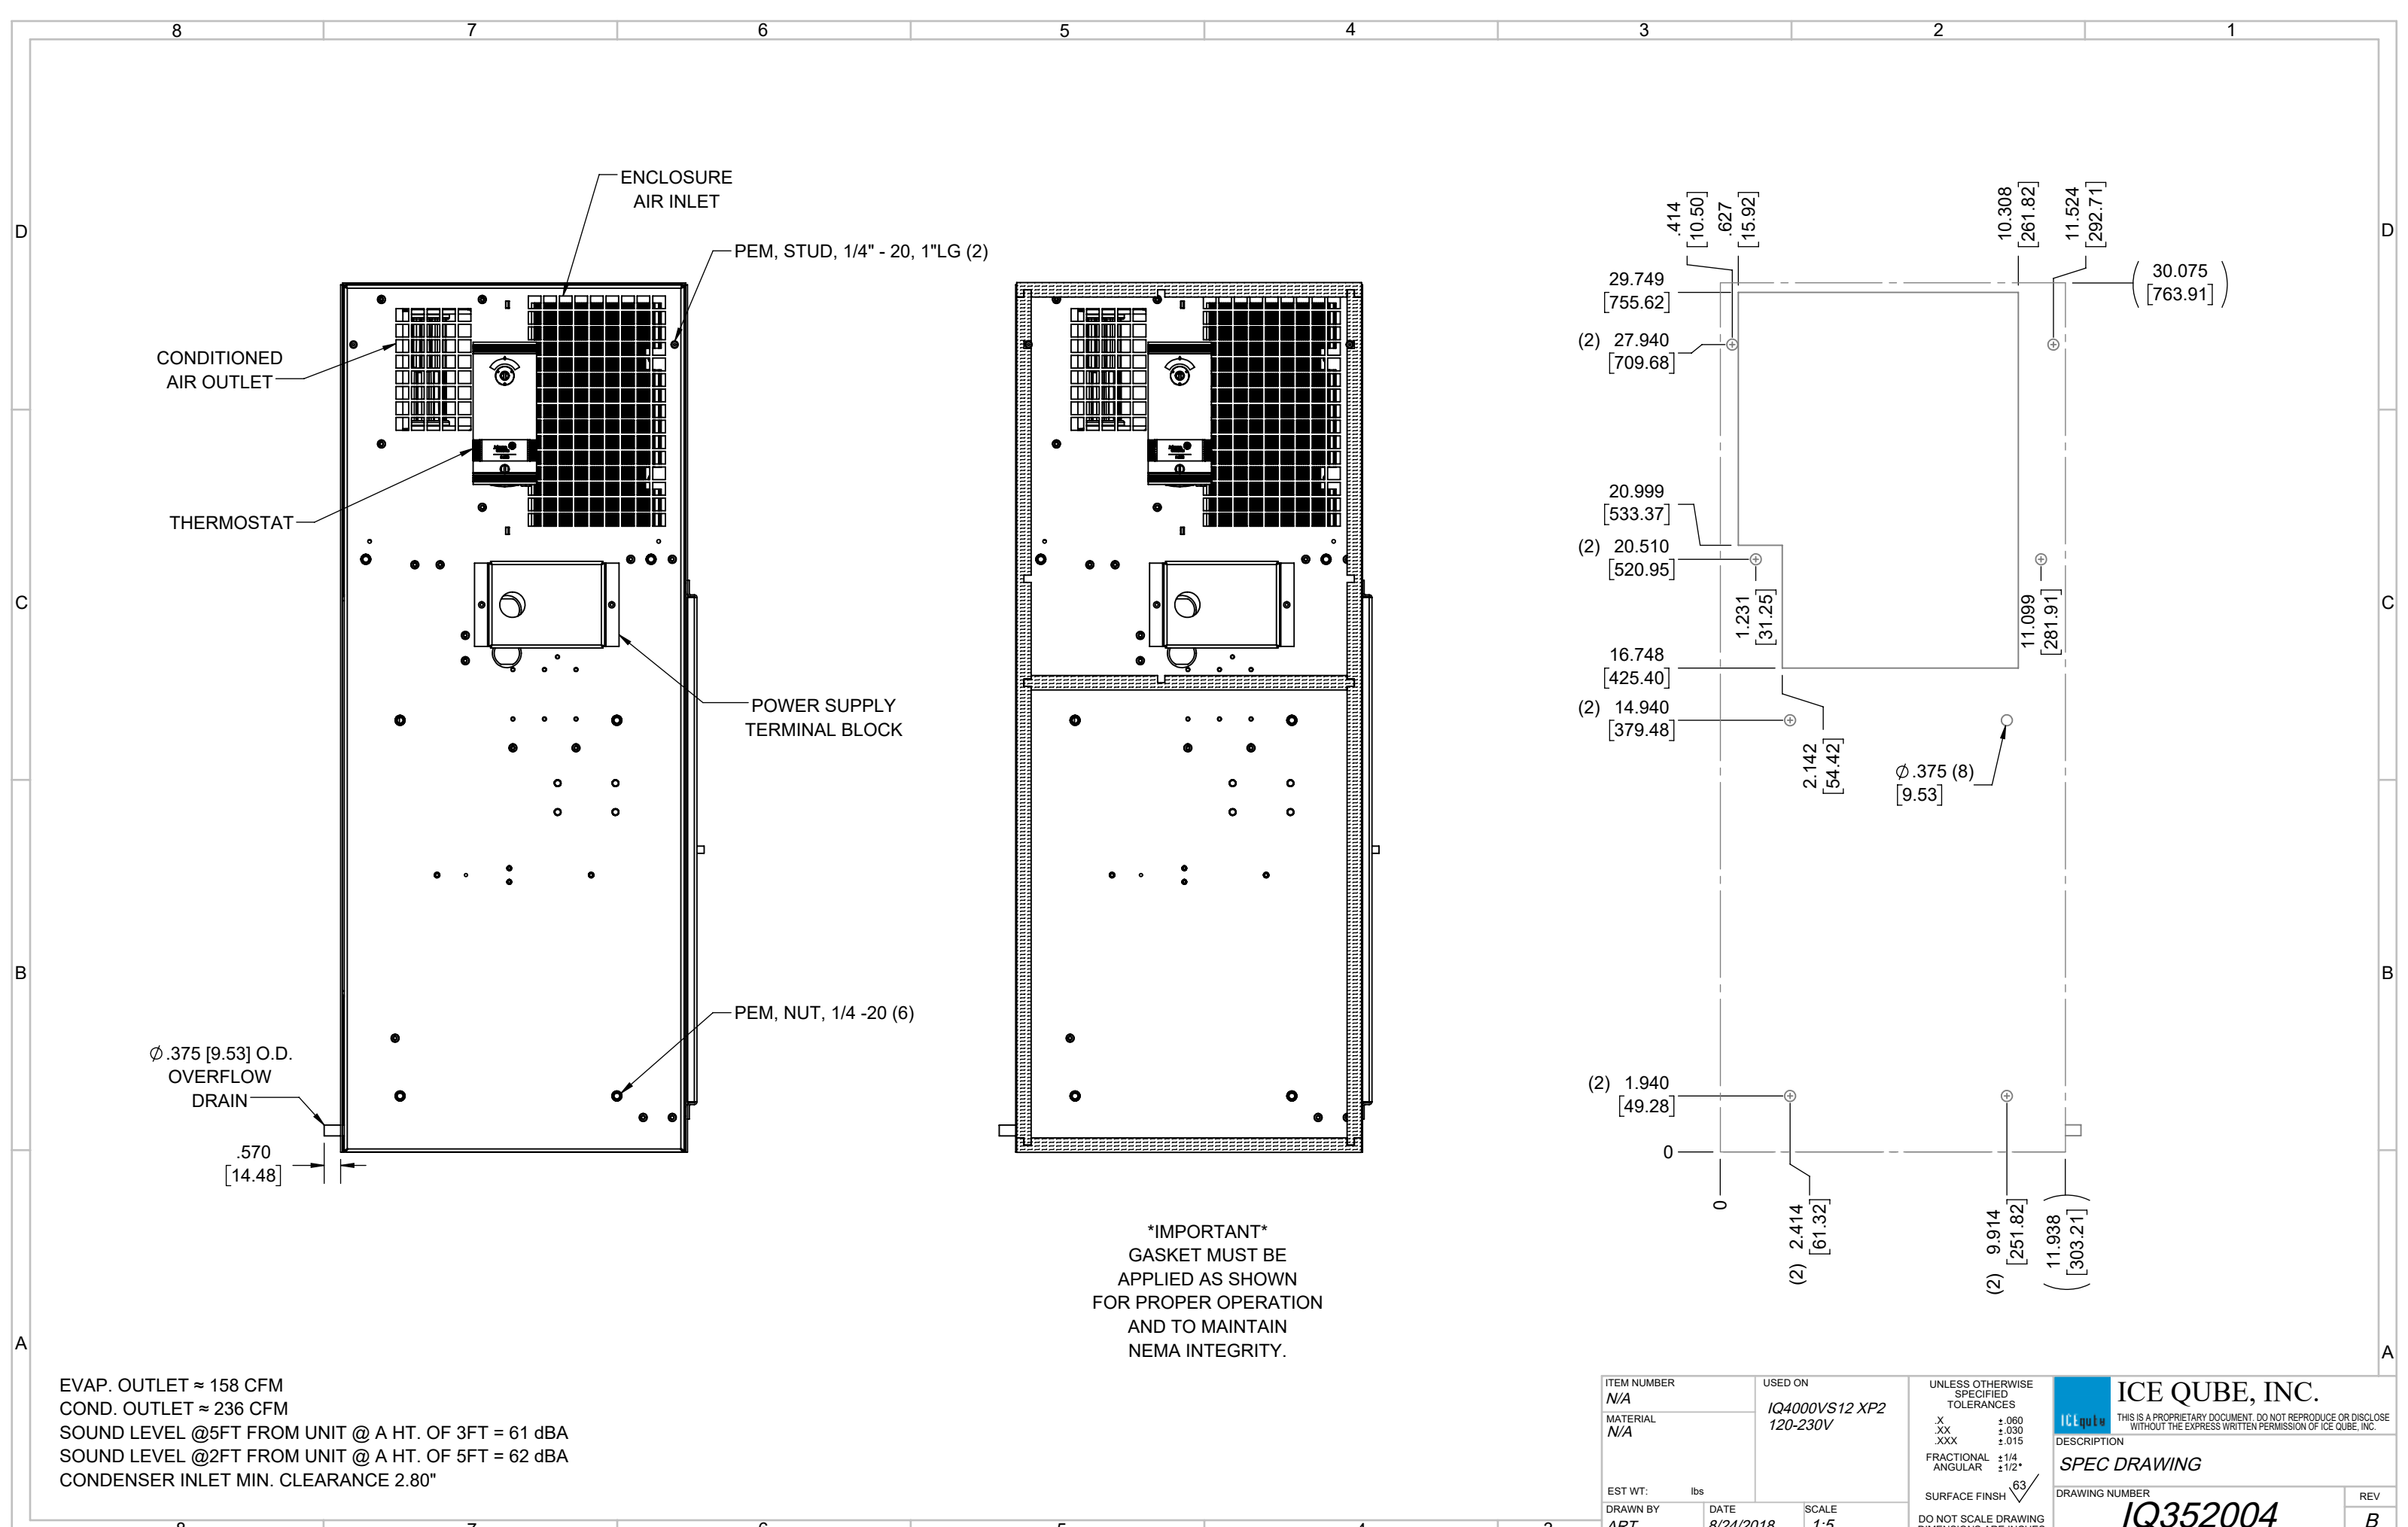 8 7 6 5 4 3 2 1
D
D
C
C
B
B
A
A
ENCLOSURE
AIR INLET
PEM, STUD, 1/4" - 20, 1"LG (2)
CONDITIONED
AIR OUTLET
THERMOSTAT
POWER SUPPLY
TERMINAL BLOCK
PEM, NUT, 1/4 -20 (6)
∅.375 [9.53] O.D.
OVERFLOW
DRAIN
.570
[14.48]
*IMPORTANT*
GASKET MUST BE
APPLIED AS SHOWN
FOR PROPER OPERATION
AND TO MAINTAIN
NEMA INTEGRITY.
.414
[10.50]
.627
[15.92]
10.308
[261.82]
11.524
[292.71]
(30.075
[763.91])
29.749
[755.62]
(2) 27.940
[709.68]
20.999
[533.37]
(2) 20.510
[520.95]
1.231
[31.25]
11.099
[281.91]
16.748
[425.40]
(2) 14.940
[379.48]
2.142
[54.42]
∅.375 (8)
[9.53]
(2) 1.940
[49.28]
0
0
(2) 2.414
[61.32]
(2) 9.914
[251.82]
(11.938
[303.21])
EVAP. OUTLET ≈ 158 CFM
COND. OUTLET ≈ 236 CFM
SOUND LEVEL @5FT FROM UNIT @ A HT. OF 3FT = 61 dBA
SOUND LEVEL @2FT FROM UNIT @ A HT. OF 5FT = 62 dBA
CONDENSER INLET MIN. CLEARANCE 2.80"
ITEM NUMBER
N/A
MATERIAL
N/A
EST WT: lbs
USED ON
IQ4000VS12 XP2
120-230V
DRAWN BY
ART
DATE
8/24/2018
SCALE
1:5
UNLESS OTHERWISE
SPECIFIED
TOLERANCES
.X ±.060
.XX ±.030
.XXX ±.015
FRACTIONAL ±1/4
ANGULAR ±1/2°
63
SURFACE FINSH
DO NOT SCALE DRAWING
DIMENSIONS ARE INCHES
ICEqube
ICE QUBE, INC.
THIS IS A PROPRIETARY DOCUMENT. DO NOT REPRODUCE OR DISCLOSE
WITHOUT THE EXPRESS WRITTEN PERMISSION OF ICE QUBE, INC.
DESCRIPTION
SPEC DRAWING
DRAWING NUMBER
IQ352004
REV
B